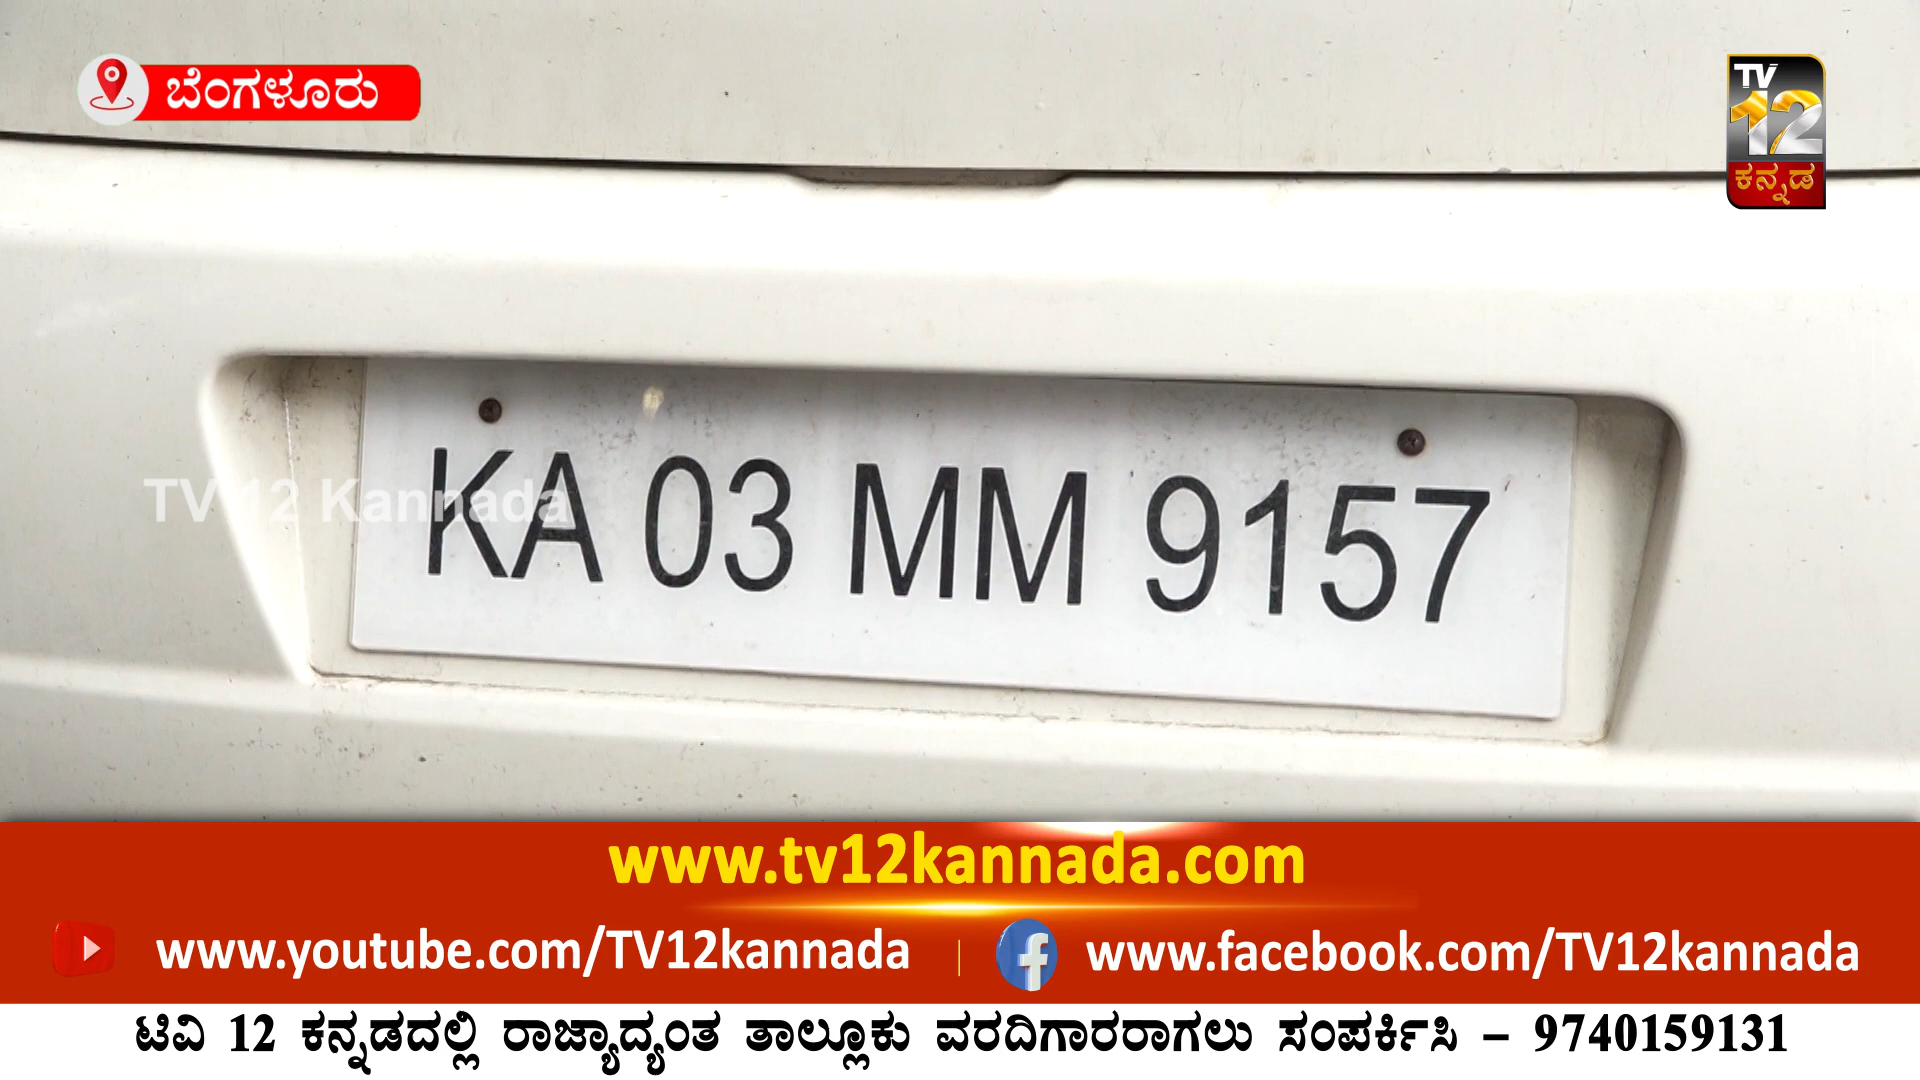 ಬೆಂಗಳೂರು
TV
12
ಕನ್ನಡ
KA 03 MM 9157
TV 12 Kannada
www.tv12kannada.com
www.youtube.com/TV12kannada
www.facebook.com/TV12kannada
ಟಿವಿ 12 ಕನ್ನಡದಲ್ಲಿ ರಾಜ್ಯಾದ್ಯಂತ ತಾಲ್ಲೂಕು ವರದಿಗಾರರಾಗಲು ಸಂಪರ್ಕಿಸಿ – 9740159131